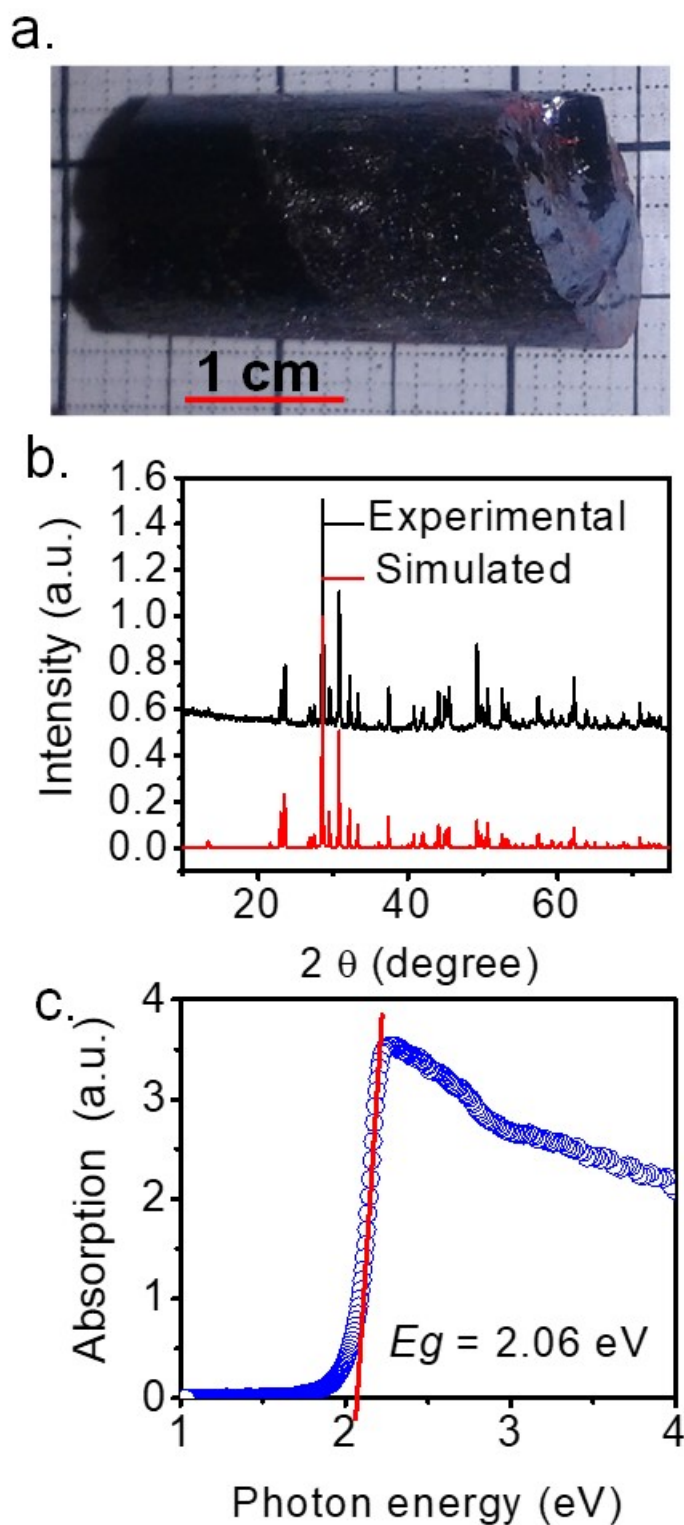 a.
1 cm
b.
1.6
1.4
1.2
1.0
0.8
0.6
0.4
0.2
0.0
Intensity (a.u.)
Experimental
Simulated
20
40
60
2 θ (degree)
c.
4
3
2
1
0
Absorption (a.u.)
Eg = 2.06 eV
1
2
3
4
Photon energy (eV)